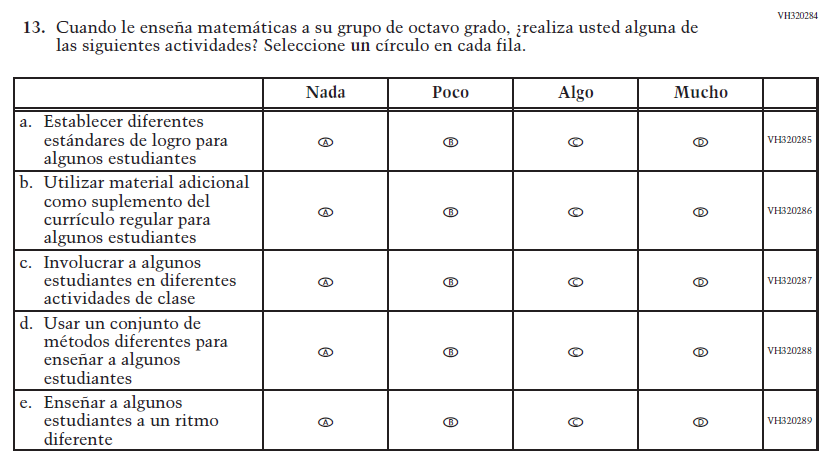 VH320284
13. Cuando le enseña matemáticas a su grupo de octavo grado, ¿realiza usted alguna de
las siguientes actividades? Seleccione un círculo en cada fila.
Nada Poco Algo Mucho
a. Establecer diferentes
estándares de logro para
algunos estudiantes
A B C D VH320285
b. Utilizar material adicional
como suplemento del
currículo regular para
algunos estudiantes
A B C D VH320286
c. Involucrar a algunos
estudiantes en diferentes
actividades de clase
A B C D VH320287
d. Usar un conjunto de
métodos diferentes para
enseñar a algunos
estudiantes
A B C D VH320288
e. Enseñar a algunos
estudiantes a un ritmo
diferente
A B C D VH320289